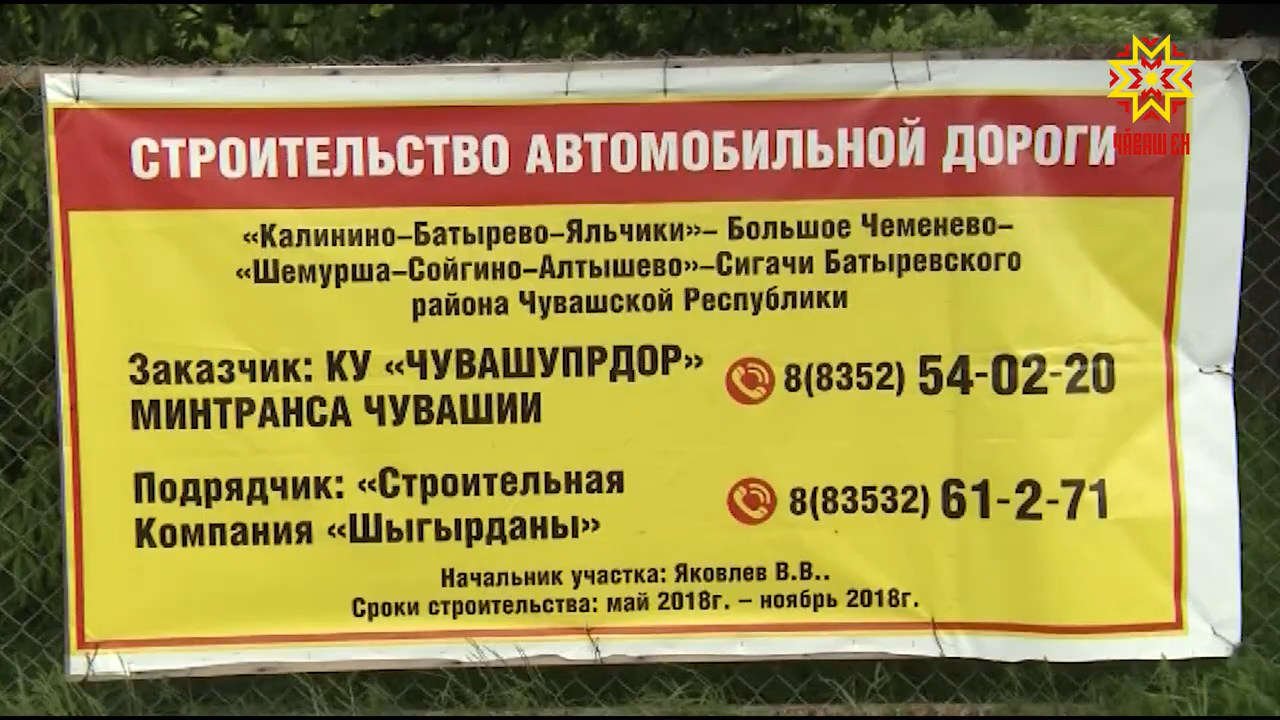 СТРОИТЕЛЬСТВО АВТОМОБИЛЬНОЙ ДОРОГИ
ЧӐВАШ ЕН
«Калинино–Батырево–Яльчики»– Большое Чеменево–
«Шемурша–Сойгино–Алтышево»–Сигачи Батыревского
района Чувашской Республики
Заказчик: КУ «ЧУВАШУПРДОР»
МИНТРАНСА ЧУВАШИИ
8(8352) 54-02-20
Подрядчик: «Строительная
Компания «Шыгырданы»
8(83532) 61-2-71
Начальник участка: Яковлев В.В..
Сроки строительства: май 2018г. – ноябрь 2018г.